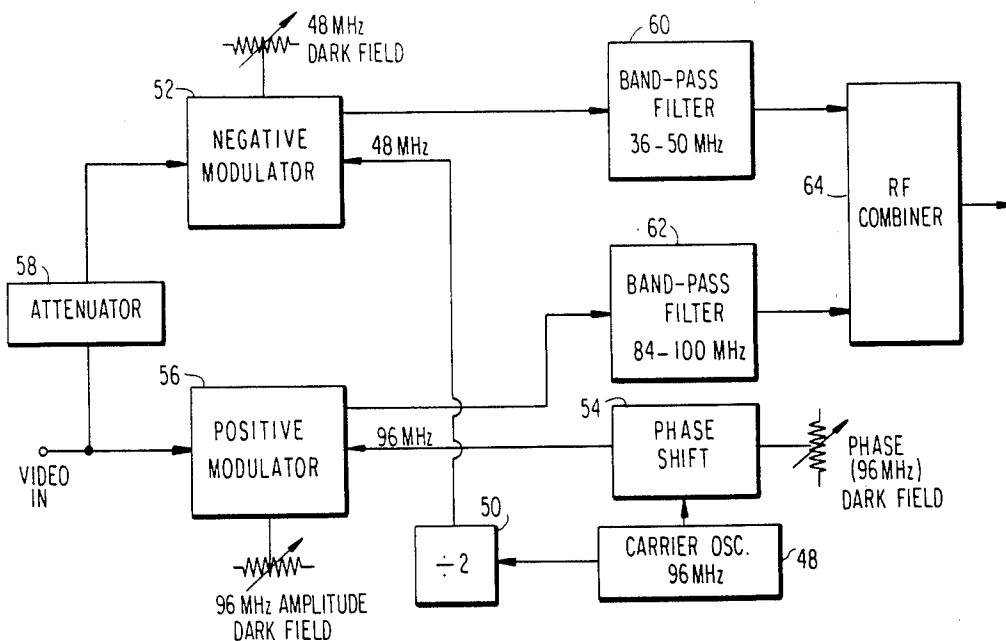 48 MHz
DARK FIELD
52
NEGATIVE
MODULATOR
48 MHz
60
BAND-PASS
FILTER
36-50 MHz
64
RF
COMBINER
58
ATTENUATOR
62
BAND-PASS
FILTER
84-100 MHz
56
POSITIVE
MODULATOR
96 MHz
54
PHASE
SHIFT
PHASE
(96MHz)
DARK FIELD
VIDEO
IN
50
÷2
CARRIER OSC.
96MHz
48
96 MHz AMPLITUDE
DARK FIELD